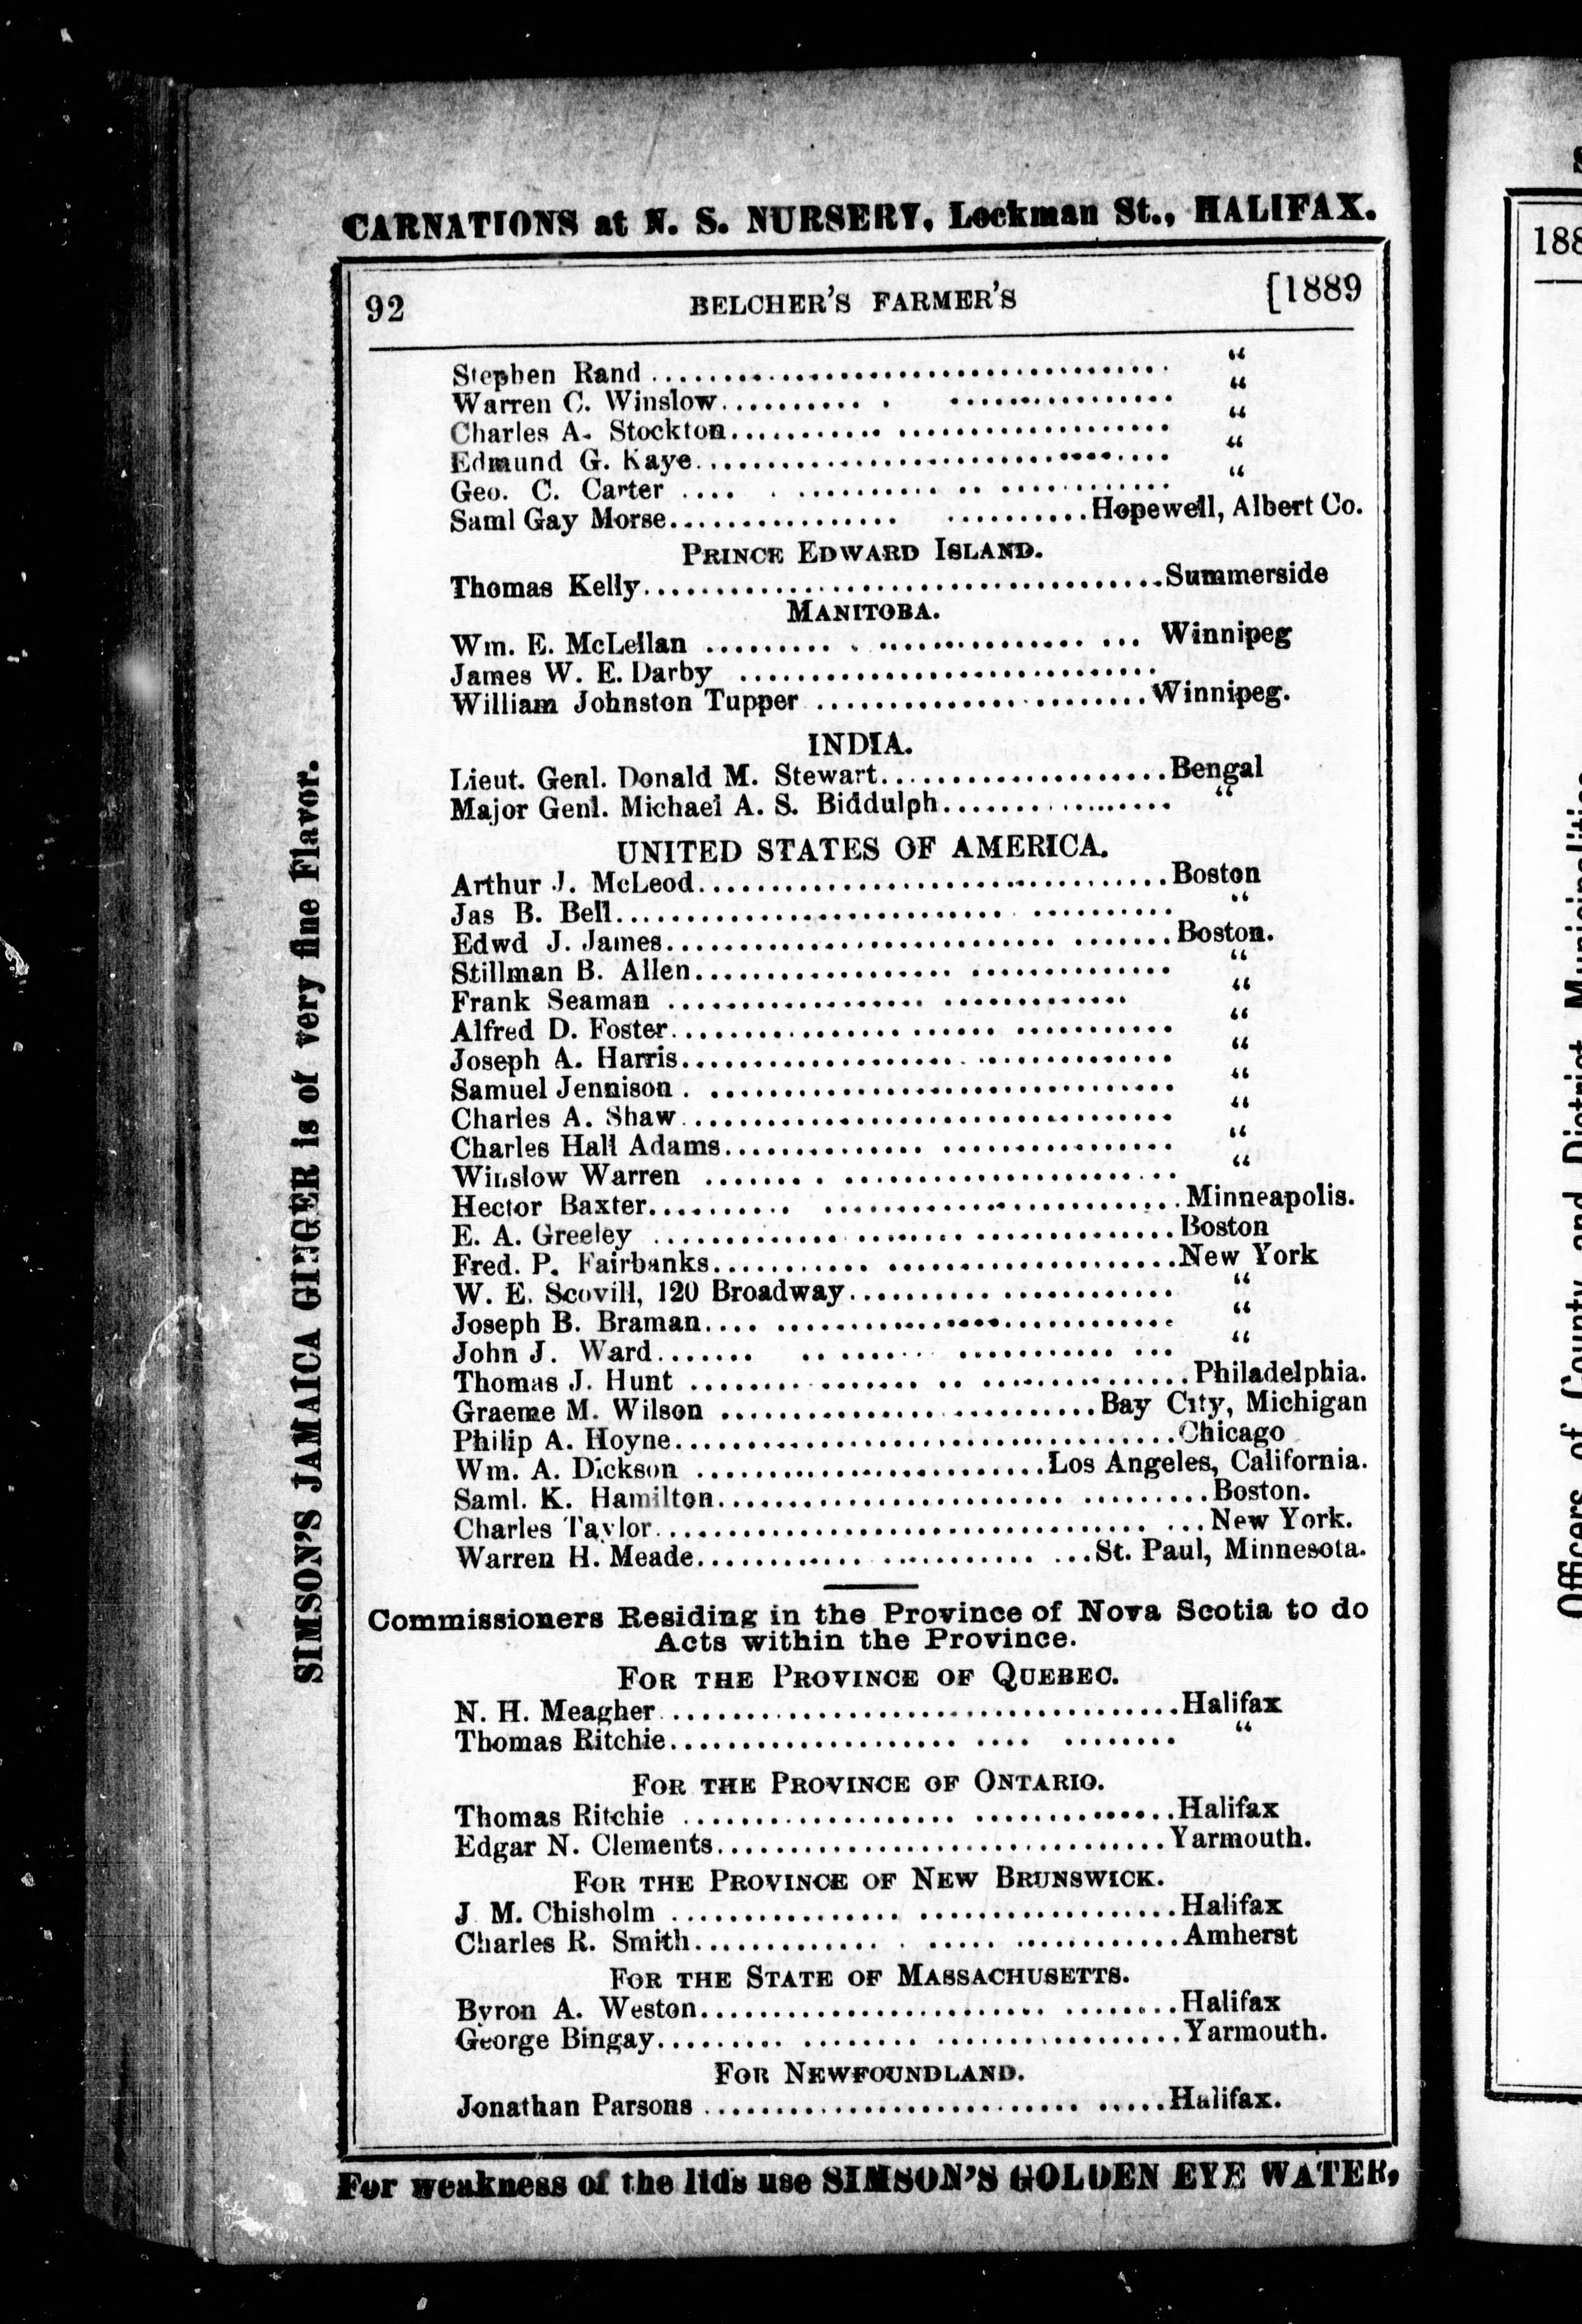 CARNATIONS at N. S. NURSERY, Lockman St., HALIFAX.
92 BELCHER'S FARMER'S [1889
Stephen Rand .................................... “
Warren C. Winslow.......... . ................ “
Charles A. Stockton........... ................... “
Edmund G. Kaye................................. “
Geo. C. Carter .... . .......... .. ............ “
Saml Gay Morse................ ..........Hopewell, Albert Co.
PRINCE EDWARD ISLAND.
Thomas Kelly.....................................Summerside
MANITOBA.
Wm. E. McLellan ......... . ............... ... Winnipeg
James W. E. Darby .............................
William Johnston Tupper .......................Winnipeg.
INDIA.
Lieut. Genl. Donald M. Stewart....................Bengal
Major Genl. Michael A. S. Biddulph................ “
UNITED STATES OF AMERICA.
Arthur J. McLeod.................................Boston
Jas B. Bell........................... .......... “
Edwd J. James........................... .......Boston.
Stillman B. Allen.................. .............. “
Frank Seaman .................. ............. “
Alfred D. Foster................ ...... ........... “
Joseph A. Harris................... .............. “
Samuel Jennison . ................................ “
Charles A. Shaw.................................. “
Charles Hall Adams.............. ................ “
Winslow Warren ........ . ....................... “
Hector Baxter.......... .........................Minneapolis.
E. A. Greeley ............. ....... ...............Boston
Fred. P. Fairbanks........... ....................New York
W. E. Scovill, 120 Broadway.......... ............ “
Joseph B. Braman.... ............................ “
John J. Ward....... .. ....... ........... ... “
Thomas J. Hunt ................ .. ..............Philadelphia.
Graeme M. Wilson ................ ..........Bay City, Michigan
Philip A. Hoyne...................................Chicago
Wm. A. Dickson .........................Los Angeles, California.
Saml. K. Hamilton........................ .........Boston.
Charles Taylor.................................. ...New York.
Warren H. Meade............ ........... ...St. Paul, Minnesota.
Commissioners Residing in the Province of Nova Scotia to do
Acts within the Province.
FOR THE PROVINCE OF QUEBEC.
N. H. Meagher....................................Halifax
Thomas Ritchie.................... .... ........ “
FOR THE PROVINCE OF ONTARIO.
Thomas Ritchie ................... ..............Halifax
Edgar N. Clements...............................Yarmouth.
FOR THE PROVINCE OF NEW BRUNSWICK.
J. M. Chisholm ................ ..................Halifax
Charles R. Smith............. . ..... ............Amherst
FOR THE STATE OF MASSACHUSETTS.
Byron A. Weston........................ ........Halifax
George Bingay......... ........ .................Yarmouth.
FOR NEWFOUNDLAND.
Jonathan Parsons .......................... .....Halifax.
For weakness of the lids use SIMSON'S GOLDEN EYE WATER,
SIMSON'S JAMAICA GINGER is of very fine Flavor.
188
Officers of County and District Municipalities